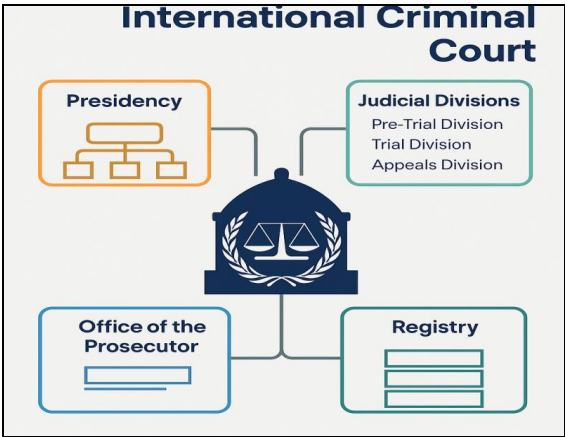 International Criminal
Court
Presidency
Judicial Divisions
Pre-Trial Division
Trial Division
Appeals Division
Office of the
Prosecutor
Registry